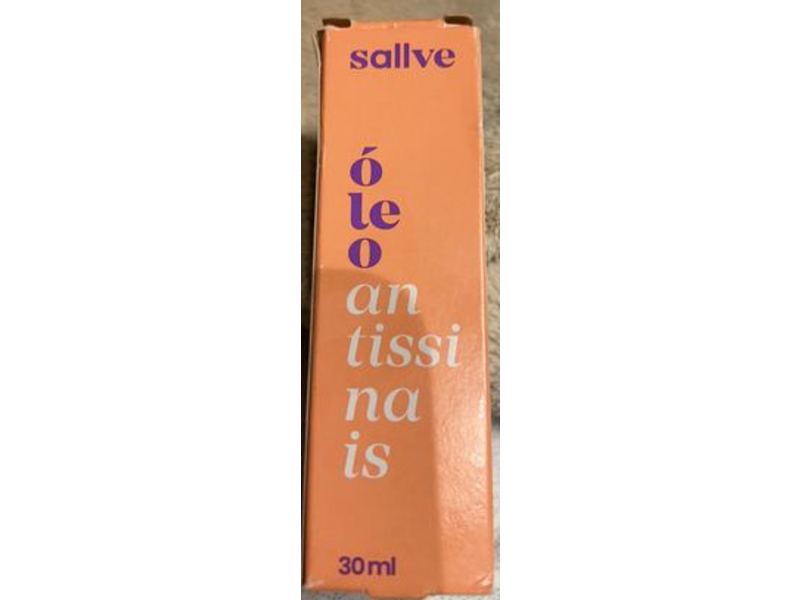 sallve
ó
le
o
an
tissi
na
is
30ml